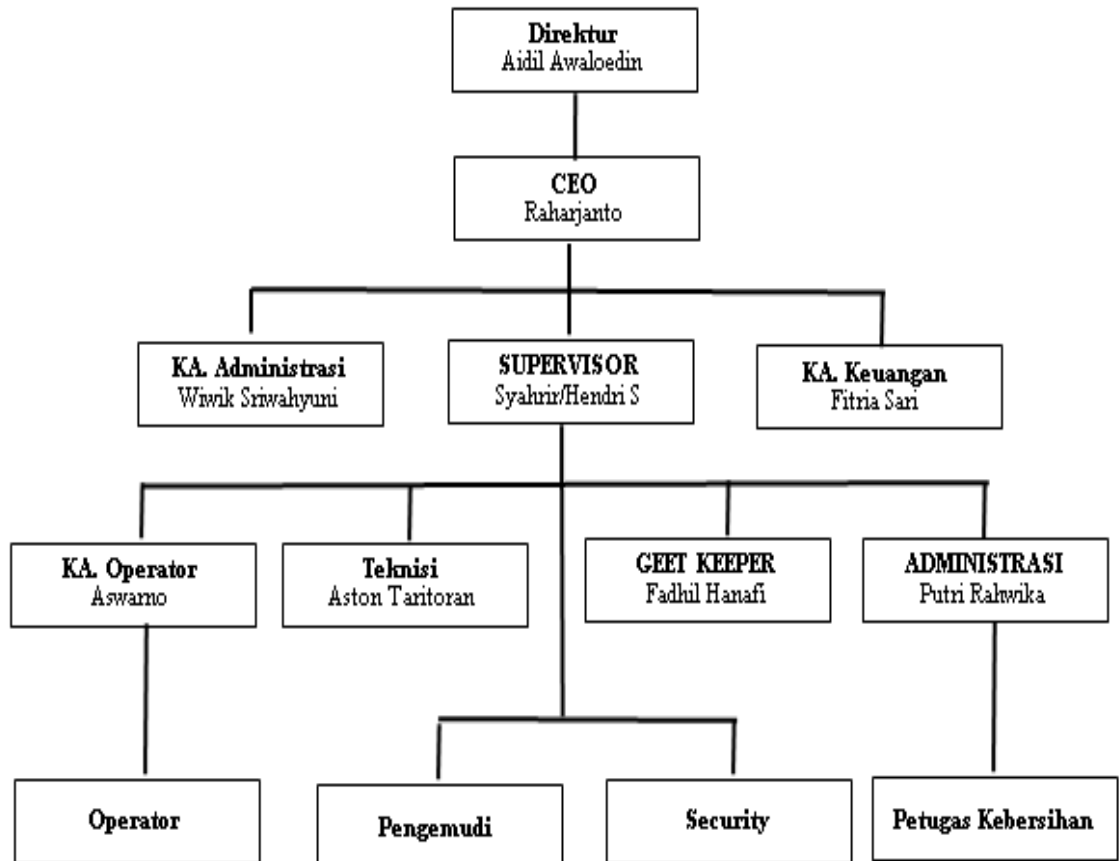 Direktur
Aidil Awaloedin
CEO
Raharjanto
KA. Administrasi
Wiwik Sriwahyuni
SUPERVISOR
Syahrir/Hendri S
KA. Keuangan
Fitria Sari
KA. Operator
Aswarno
Teknisi
Aston Taritoran
GEET KEEPER
Fadhil Hanafi
ADMINISTRASI
Putri Rahwika
Operator
Pengemudi
Security
Petugas Kebersihan